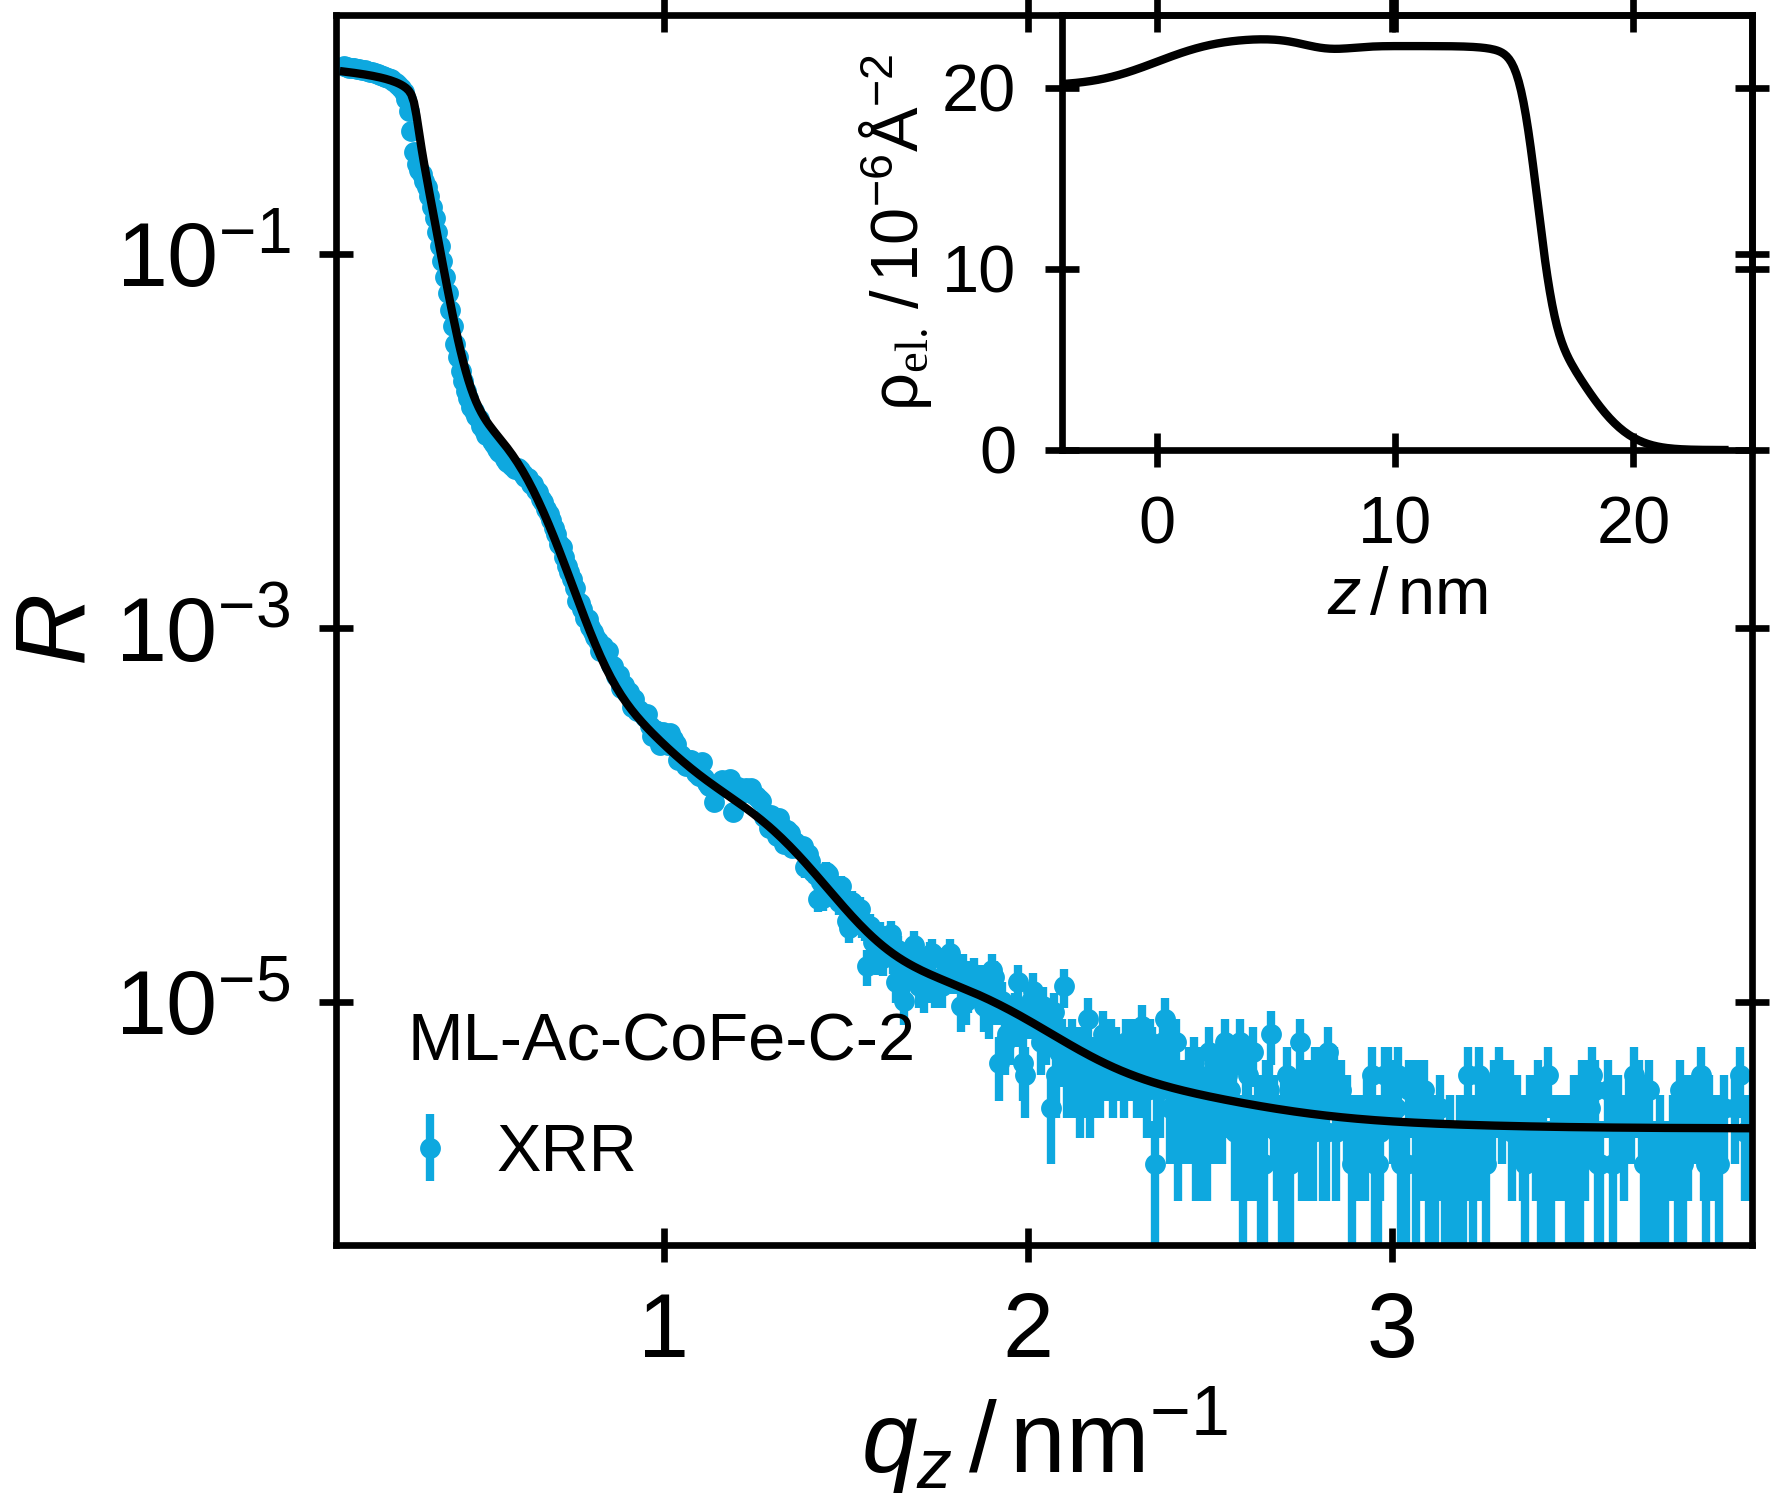 R
10⁻¹
10⁻³
10⁻⁵
ρel. / 10⁻⁶Å⁻²
20
10
0
0 10 20
z / nm
ML-Ac-CoFe-C-2
XRR
1 2 3
qz / nm⁻¹